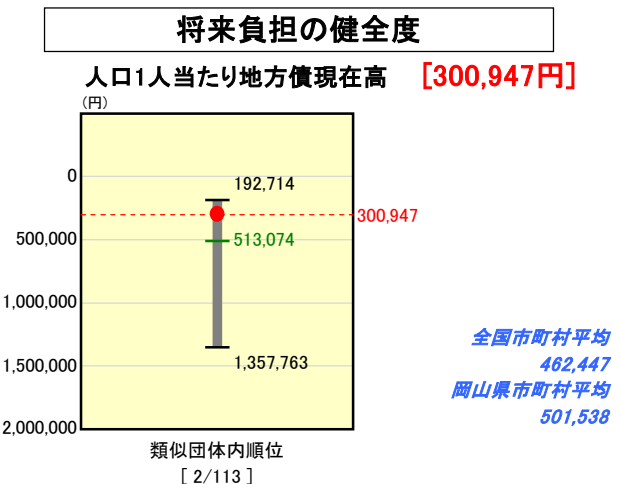 将来負担の健全度
人口1人当たり地方債現在高 [300,947円]
(円)
0
192,714
300,947
500,000
513,074
1,000,000
1,357,763
1,500,000
2,000,000
全国市町村平均
462,447
岡山県市町村平均
501,538
類似団体内順位
[ 2/113 ]